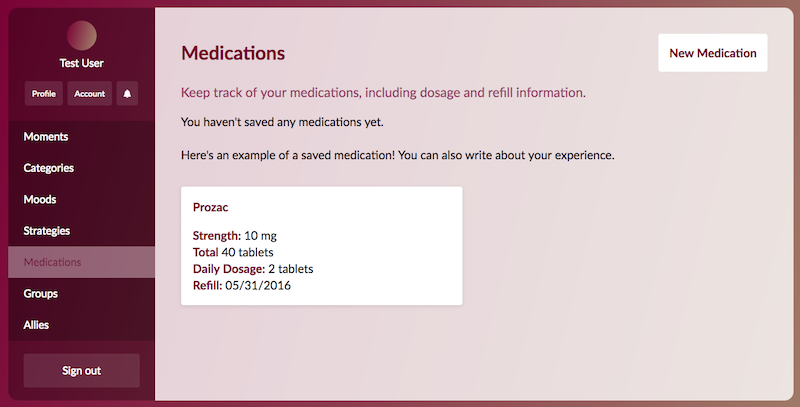 Test User
Profile
Account
Moments
Categories
Moods
Strategies
Medications
Groups
Allies
Sign out
Medications
New Medication
Keep track of your medications, including dosage and refill information.
You haven't saved any medications yet.
Here's an example of a saved medication! You can also write about your experience.
Prozac
Strength: 10 mg
Total 40 tablets
Daily Dosage: 2 tablets
Refill: 05/31/2016